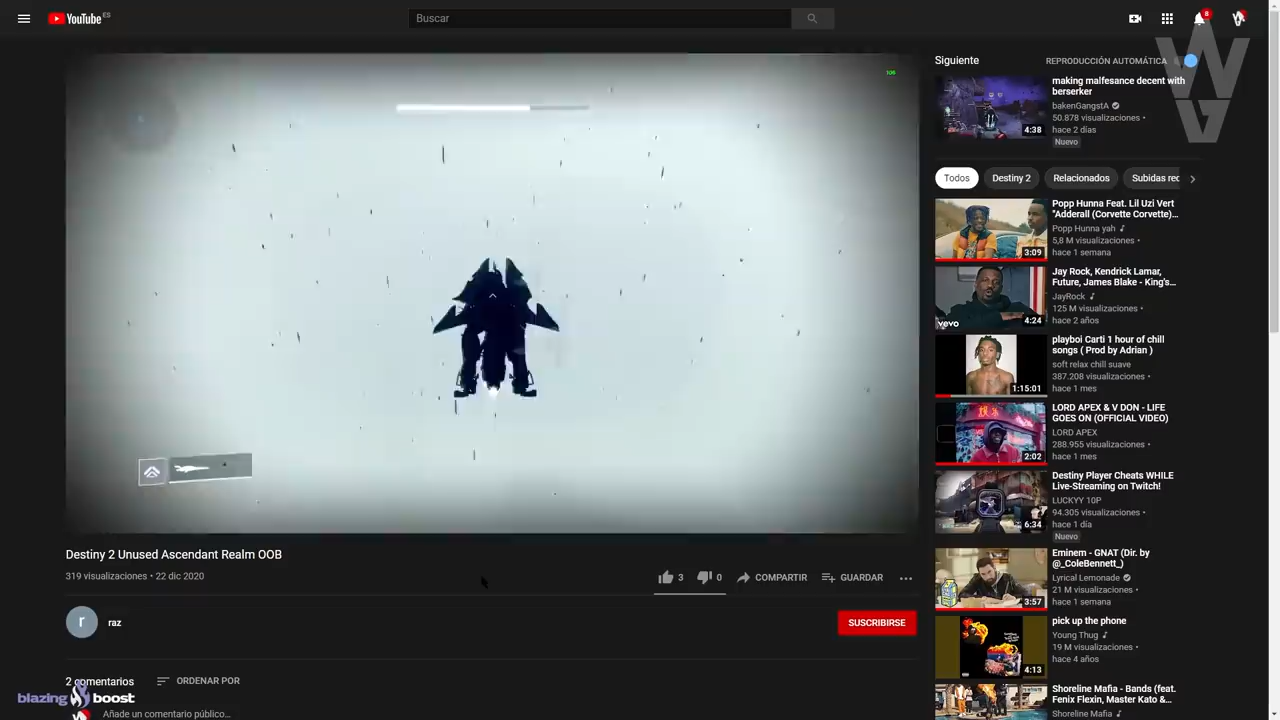 YouTube ES
Buscar
8
106
Siguiente
REPRODUCCIÓN AUTOMÁTICA
WG
making malfesance decent with
berserker
bakenGangstA
50.878 visualizaciones •
hace 2 días
Nuevo
4:38
Todos
Destiny 2
Relacionados
Subidas rec
Popp Hunna Feat. Lil Uzi Vert
"Adderall (Corvette Corvette)...
Popp Hunna yah
5,8 M visualizaciones •
hace 1 semana
3:09
Jay Rock, Kendrick Lamar,
Future, James Blake - King's...
JayRock
125 M visualizaciones •
hace 2 años
vevo
4:24
playboi Carti 1 hour of chill
songs ( Prod by Adrian )
soft relax chill suave
387.208 visualizaciones •
hace 1 mes
1:15:01
LORD APEX & V DON - LIFE
GOES ON (OFFICIAL VIDEO)
LORD APEX
288.955 visualizaciones •
hace 1 mes
2:02
Destiny Player Cheats WHILE
Live-Streaming on Twitch!
LUCKYY 10P
94.305 visualizaciones •
hace 1 día
Nuevo
6:34
Eminem - GNAT (Dir. by
@_ColeBennett_)
Lyrical Lemonade
21 M visualizaciones •
hace 1 semana
3:57
pick up the phone
Young Thug
19 M visualizaciones •
hace 4 años
4:13
Shoreline Mafia - Bands (feat.
Fenix Flexin, Master Kato &...
Shoreline Mafia
Destiny 2 Unused Ascendant Realm OOB
319 visualizaciones • 22 dic 2020
3
0
COMPARTIR
GUARDAR
r
raz
SUSCRIBIRSE
2 comentarios
ORDENAR POR
blazing boost
Añade un comentario público...